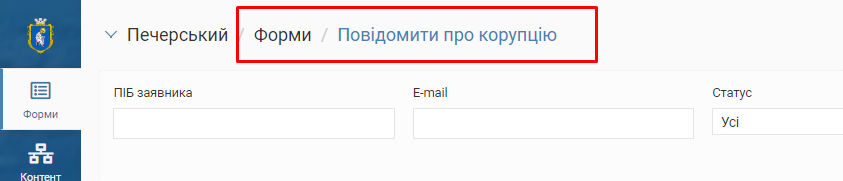 Печерський / Форми / Повідомити про корупцію
Форми
Контент
ПІБ заявника
E-mail
Статус
Усі